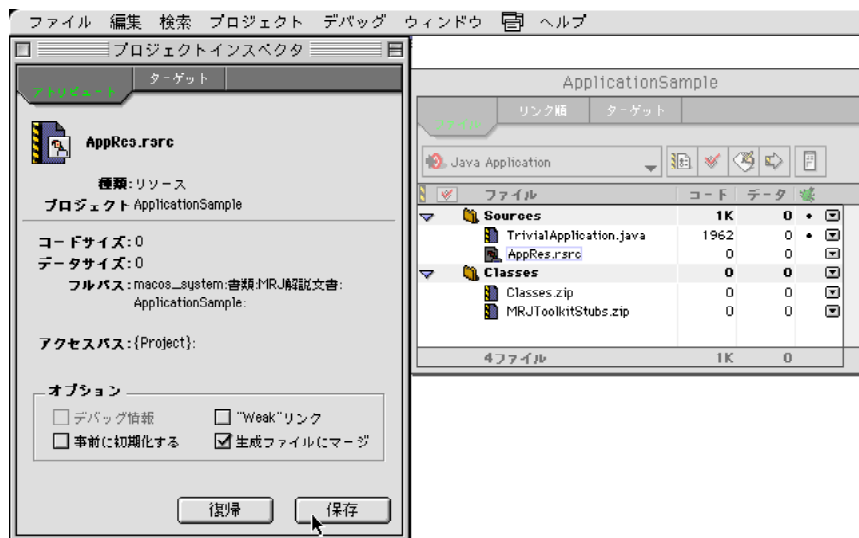 ファイル 編集 検索 プロジェクト デバッグ ウィンドウ ヘルプ
プロジェクトインスペクタ
アトリビュート ターゲット
AppRes.rsrc
種類:リソース
プロジェクト ApplicationSample
コードサイズ:0
データサイズ:0
フルパス:macos_system:書類:MRJ解説文書:
ApplicationSample:
アクセスパス:{Project}:
オプション
デバッグ情報 "Weak"リンク
事前に初期化する 生成ファイルにマージ
復帰 保存
ApplicationSample
ファイル リンク順 ターゲット
Java Application
ファイル コード データ
Sources 1K 0
TrivialApplication.java 1962 0
AppRes.rsrc 0 0
Classes 0 0
Classes.zip 0 0
MRJToolkitStubs.zip 0 0
4ファイル 1K 0